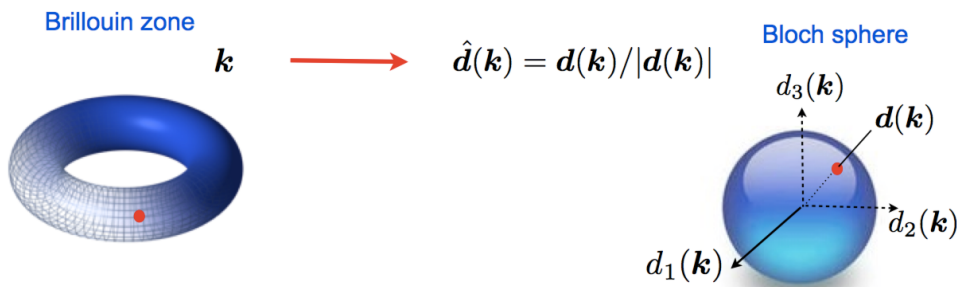 Brillouin zone
k
d̂(k) = d(k)/|d(k)|
Bloch sphere
d₃(k)
d(k)
d₂(k)
d₁(k)